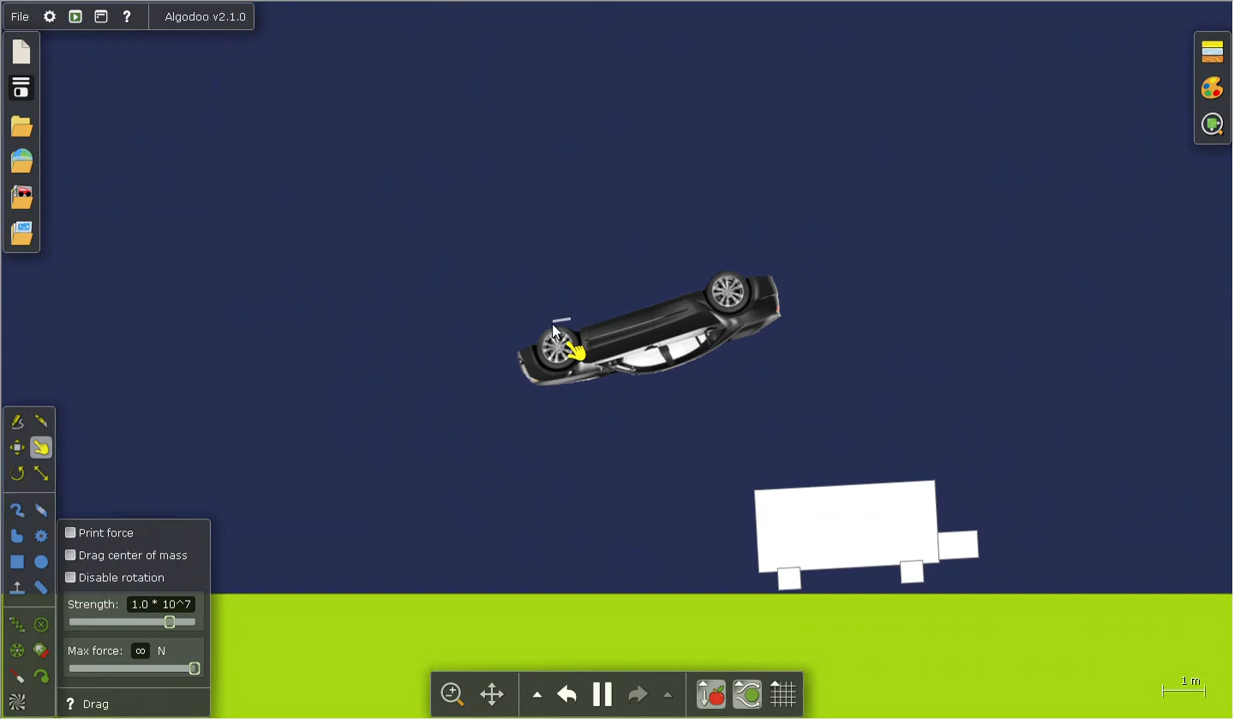 File ? Algodoo v2.1.0
Print force
Drag center of mass
Disable rotation
Strength: 1.0 * 10^7
Max force: ∞ N
? Drag
1 m